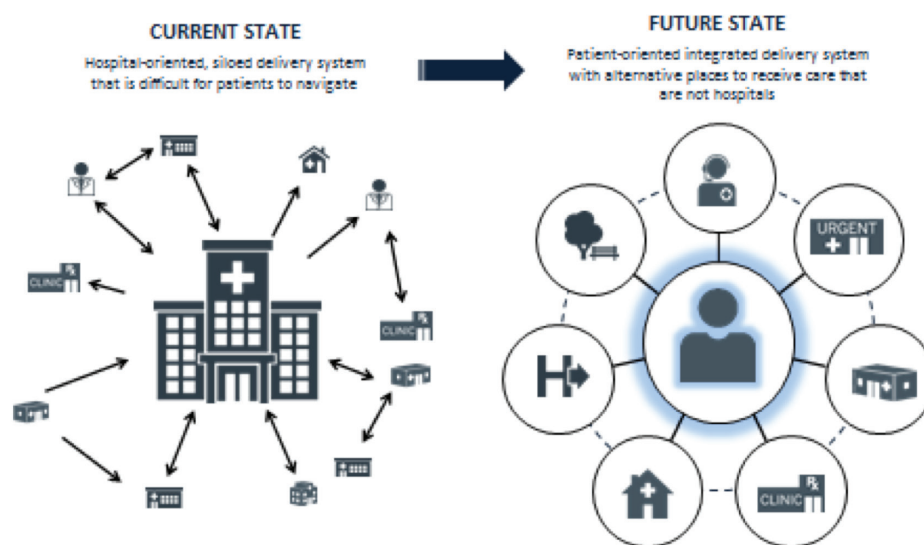 CURRENT STATE
Hospital-oriented, siloed delivery system
that is difficult for patients to navigate
FUTURE STATE
Patient-oriented integrated delivery system
with alternative places to receive care that
are not hospitals
Rx
CLINIC
Rx
CLINIC
URGENT
H
Rx
CLINIC